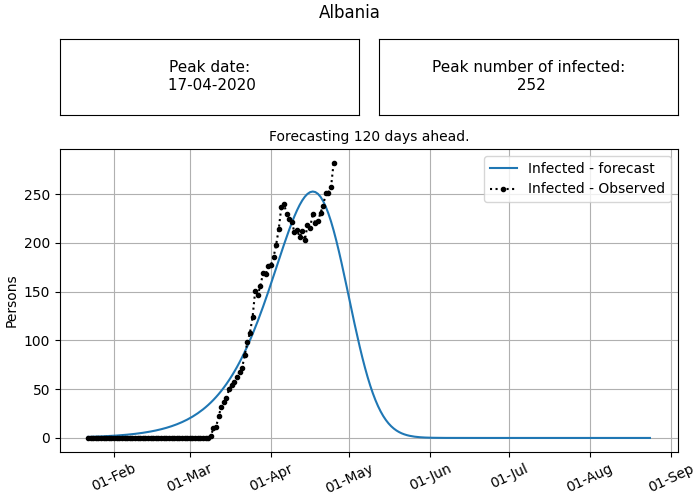 Albania
Peak date:
17-04-2020
Peak number of infected:
252
Forecasting 120 days ahead.
Infected - forecast
Infected - Observed
Persons
250
200
150
100
50
0
01-Feb
01-Mar
01-Apr
01-May
01-Jun
01-Jul
01-Aug
01-Sep